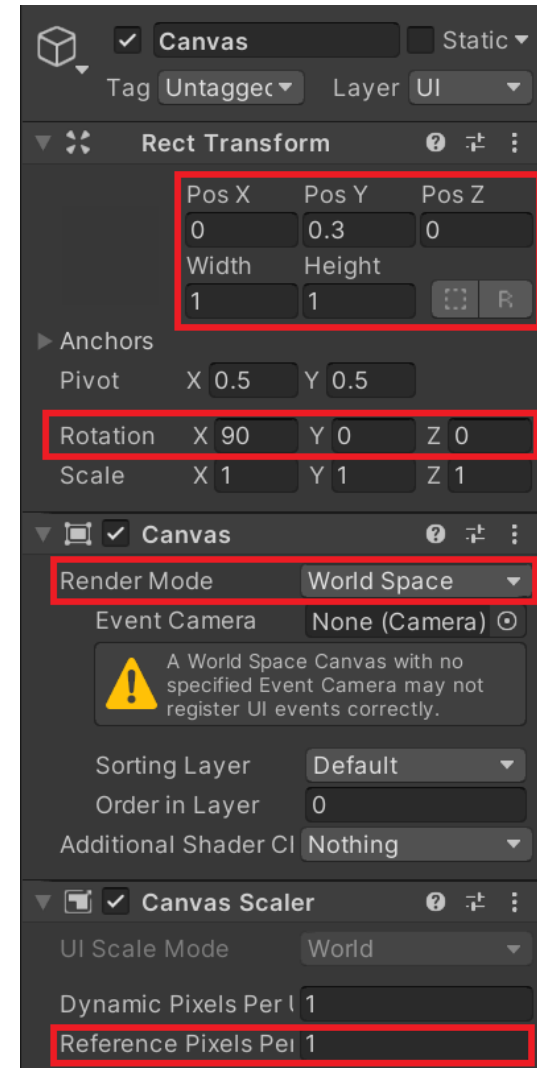 Canvas Static
Tag Untaggec Layer UI
Rect Transform
Pos X Pos Y Pos Z
0 0.3 0
Width Height
1 1 R
Anchors
Pivot X 0.5 Y 0.5
Rotation X 90 Y 0 Z 0
Scale X 1 Y 1 Z 1
Canvas
Render Mode World Space
Event Camera None (Camera)
A World Space Canvas with no
specified Event Camera may not
register UI events correctly.
Sorting Layer Default
Order in Layer 0
Additional Shader Cl Nothing
Canvas Scaler
UI Scale Mode World
Dynamic Pixels Per U 1
Reference Pixels Per 1